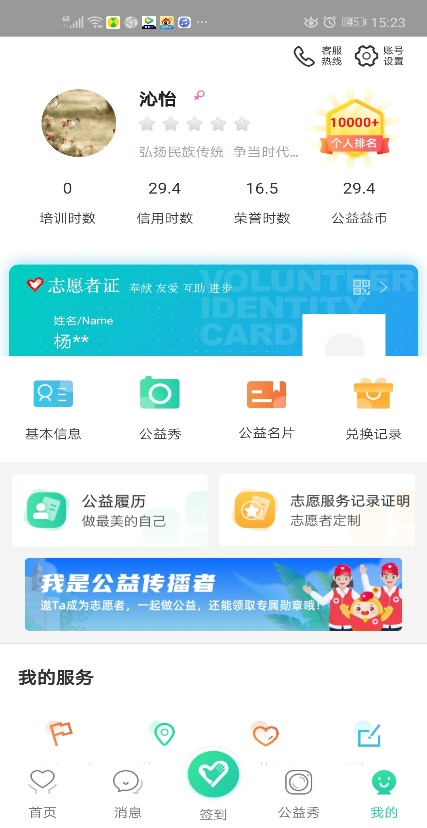 4G 45 15:23
客服热线
账号设置
沁怡
弘扬民族传统 争当时代...
10000+
个人排名
0 29.4 16.5 29.4
培训时数 信用时数 荣誉时数 公益益币
志愿者证 奉献 友爱 互助 进步
VOLUNTEER
IDENTITY
CARD
姓名/Name
杨**
基本信息 公益秀 公益名片 兑换记录
公益履历
做最美的自己
志愿服务记录证明
志愿者定制
我是公益传播者
邀Ta成为志愿者，一起做公益，还能领取专属勋章哦！
我的服务
首页 消息 签到 公益秀 我的